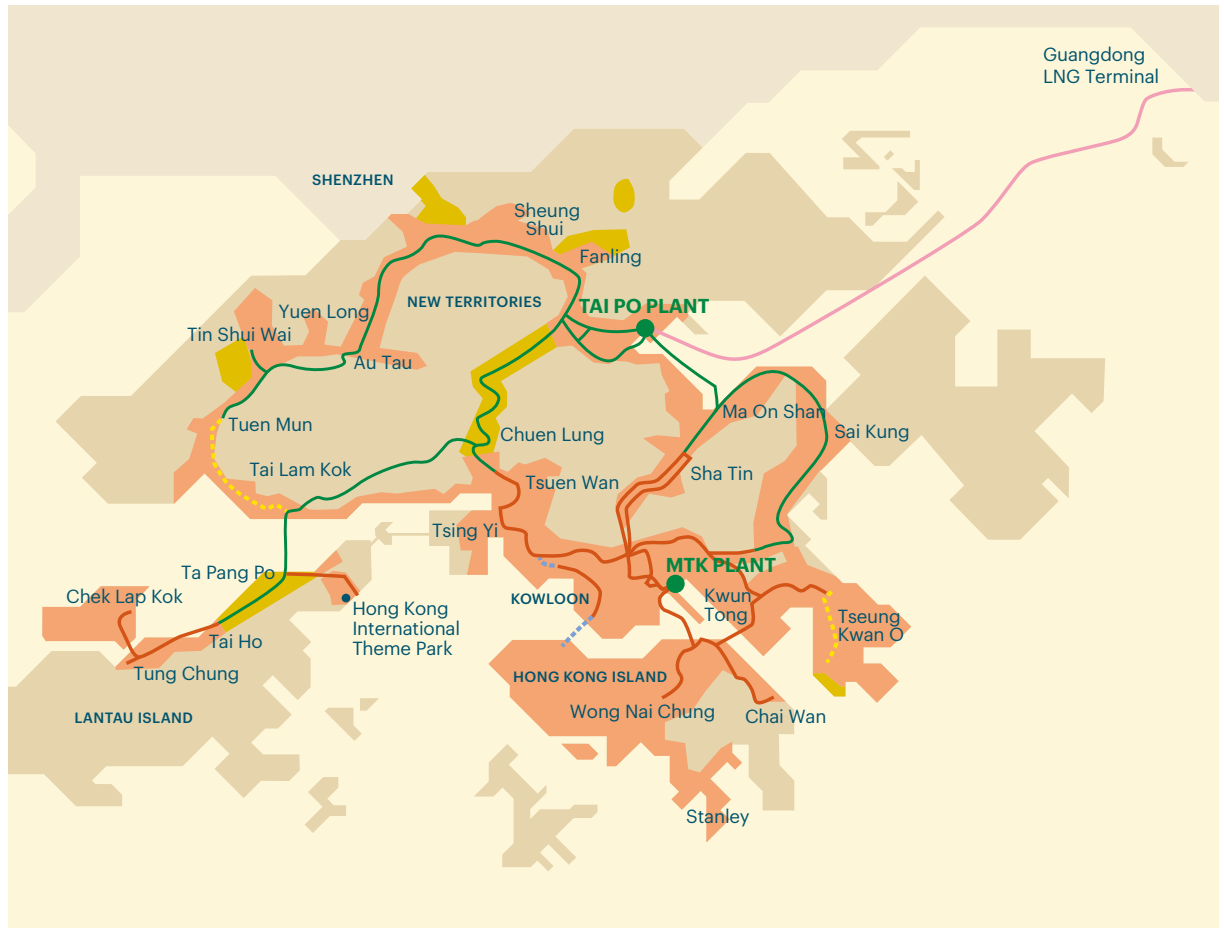 Guangdong
LNG Terminal
SHENZHEN
Sheung
Shui
Fanling
NEW TERRITORIES
TAI PO PLANT
Yuen Long
Tin Shui Wai
Au Tau
Ma On Shan
Tuen Mun
Chuen Lung
Sai Kung
Tai Lam Kok
Tsuen Wan
Sha Tin
Tsing Yi
MTK PLANT
Ta Pang Po
Chek Lap Kok
KOWLOON
Kwun
Tong
Hong Kong
International
Theme Park
Tseung
Kwan O
Tai Ho
Tung Chung
HONG KONG ISLAND
LANTAU ISLAND
Wong Nai Chung
Chai Wan
Stanley